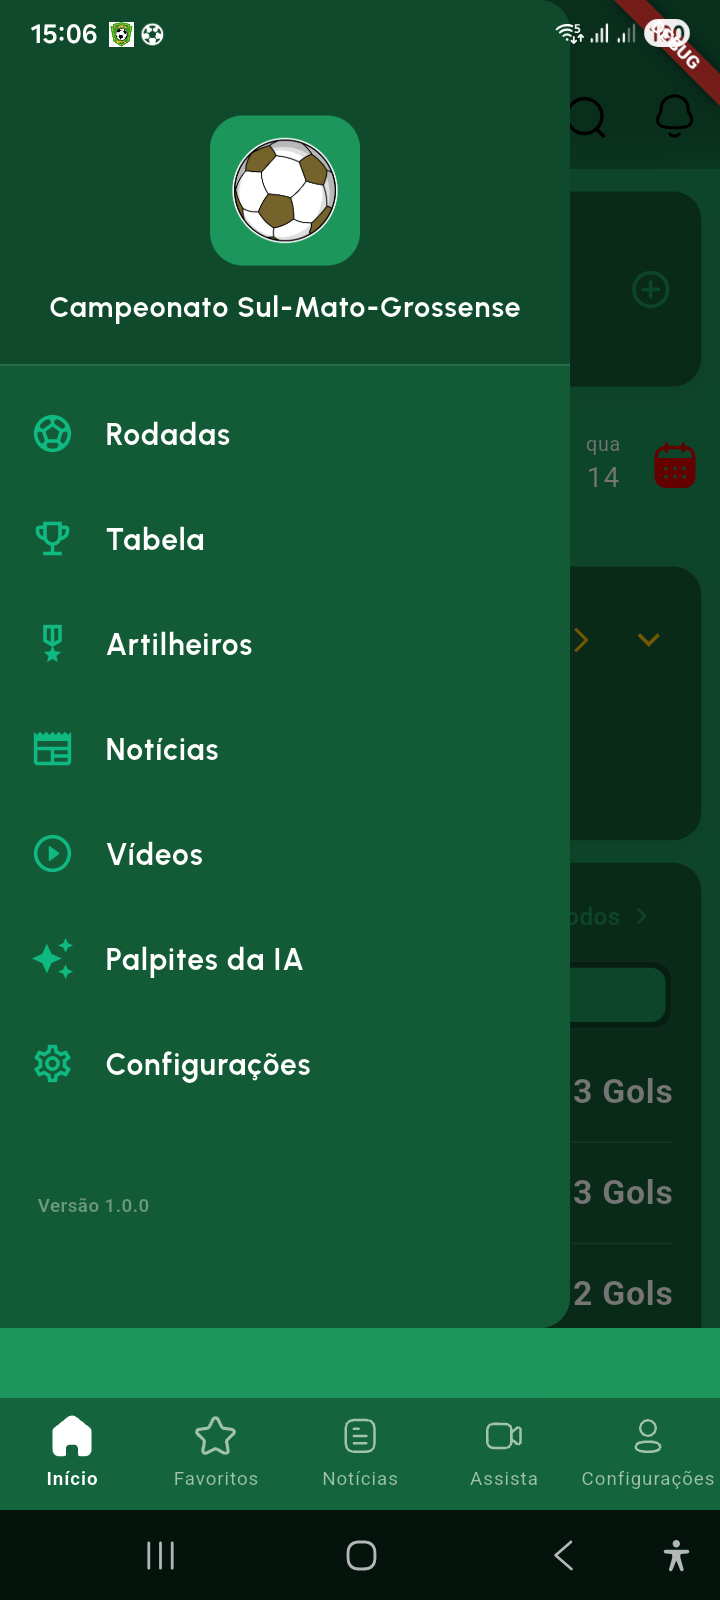 15:06
Campeonato Sul-Mato-Grossense
Rodadas
Tabela
Artilheiros
Notícias
Vídeos
Palpites da IA
Configurações
Versão 1.0.0
qua
14
3 Gols
3 Gols
2 Gols
Início
Favoritos
Notícias
Assista
Configurações